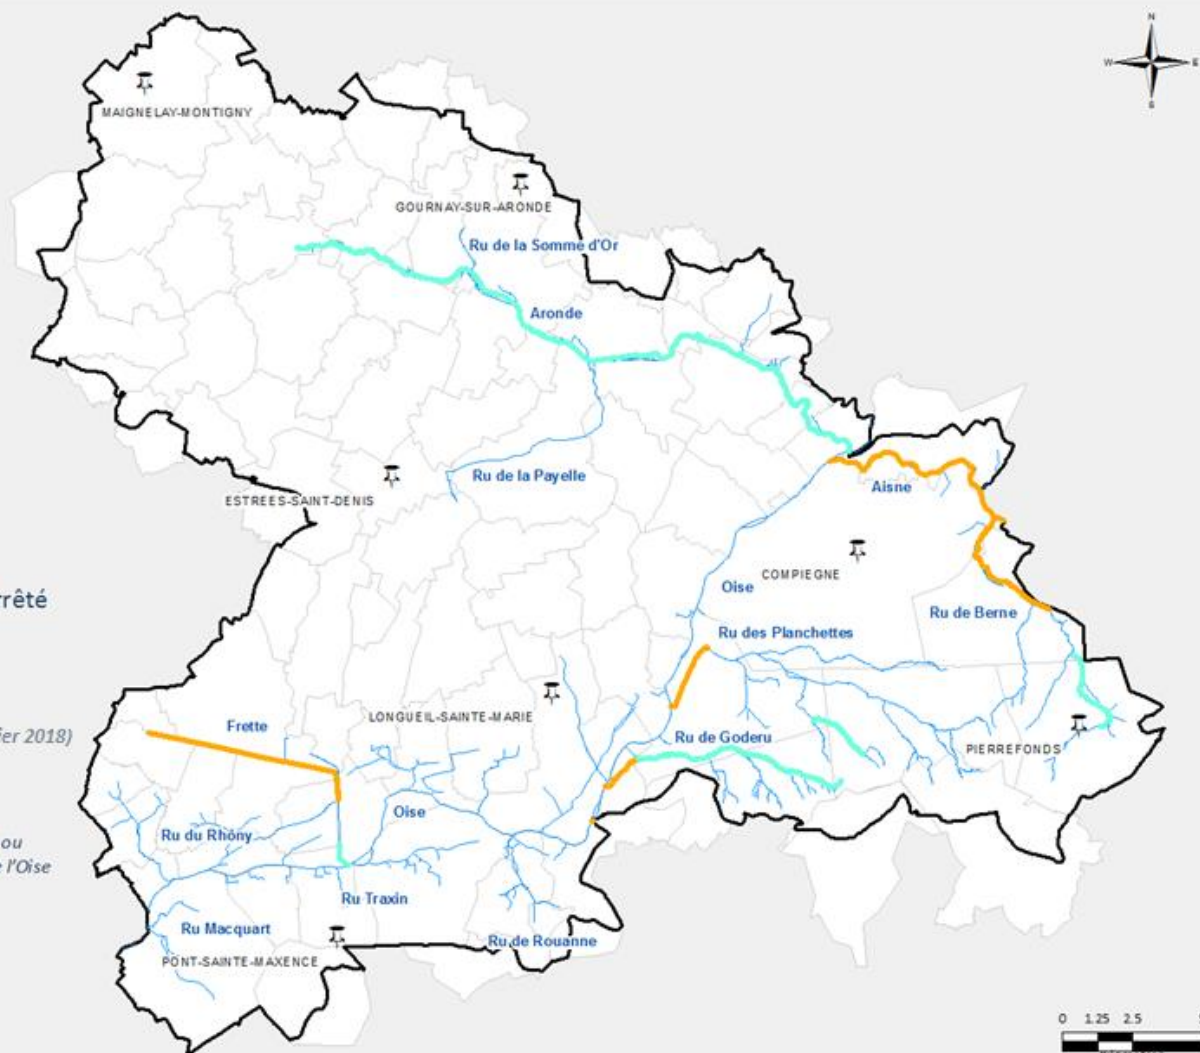 N
W E
S
MAIGNELAY-MONTIGNY
GOURNAY-SUR-ARONDE
Ru de la Somme d'Or
Aronde
Ru de la Payelle
ESTREES-SAINT-DENIS
Aisne
COMPIEGNE
Oise
rrêté
Ru de Berne
Ru des Planchettes
LONGUEIL-SAINTE-MARIE
Frette
ier 2018)
Ru de Goderu
PIERREFONDS
Oise
Ru du Rhôny
ou
e l'Oise
Ru Traxin
Ru Macquart
Ru de Rouanne
PONT-SAINTE-MAXENCE
0 1.25 2.5